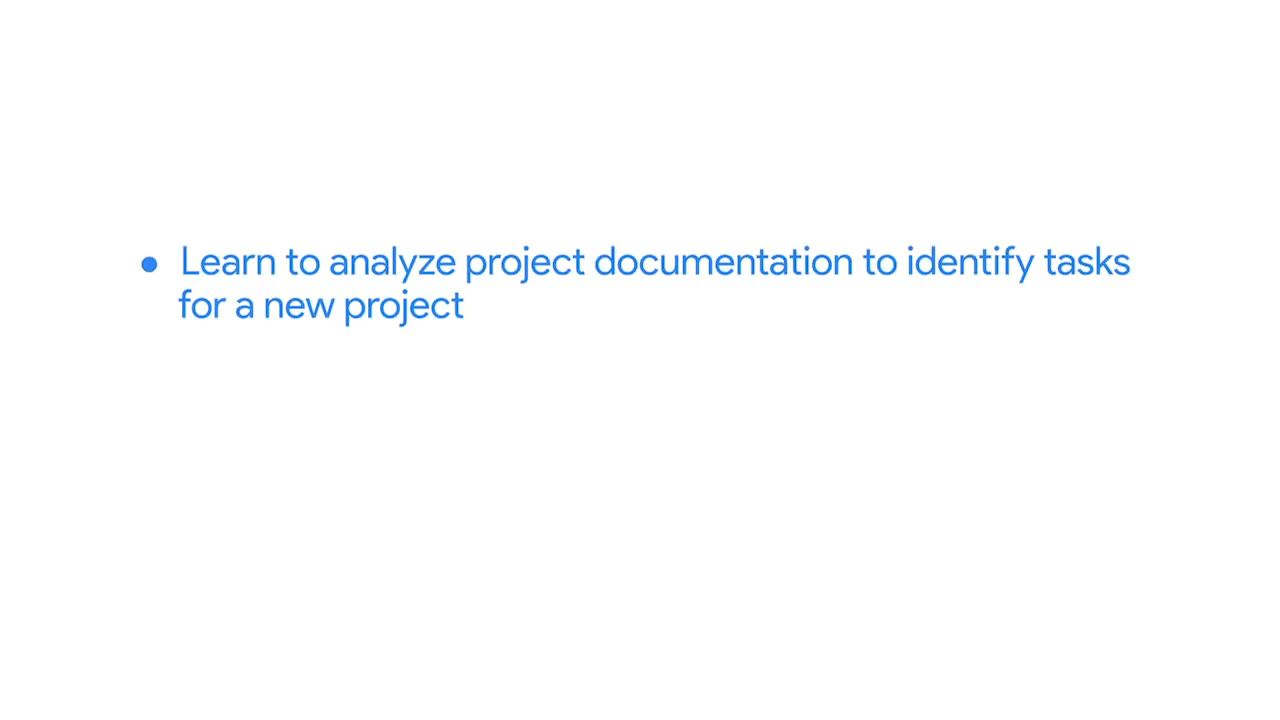 ● Learn to analyze project documentation to identify tasks
for a new project